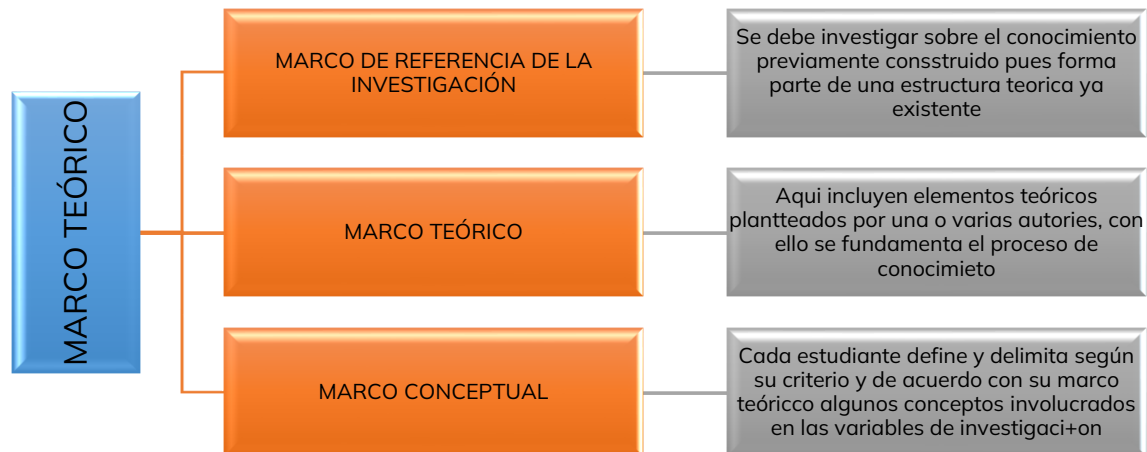 MARCO TEÓRICO
MARCO DE REFERENCIA DE LA
INVESTIGACIÓN
Se debe investigar sobre el conocimiento
previamente consstruido pues forma
parte de una estructura teorica ya
existente
MARCO TEÓRICO
Aqui incluyen elementos teóricos
plantteados por una o varias autories, con
ello se fundamenta el proceso de
conocimieto
MARCO CONCEPTUAL
Cada estudiante define y delimita según
su criterio y de acuerdo con su marco
teóricco algunos conceptos involucrados
en las variables de investigaci+on